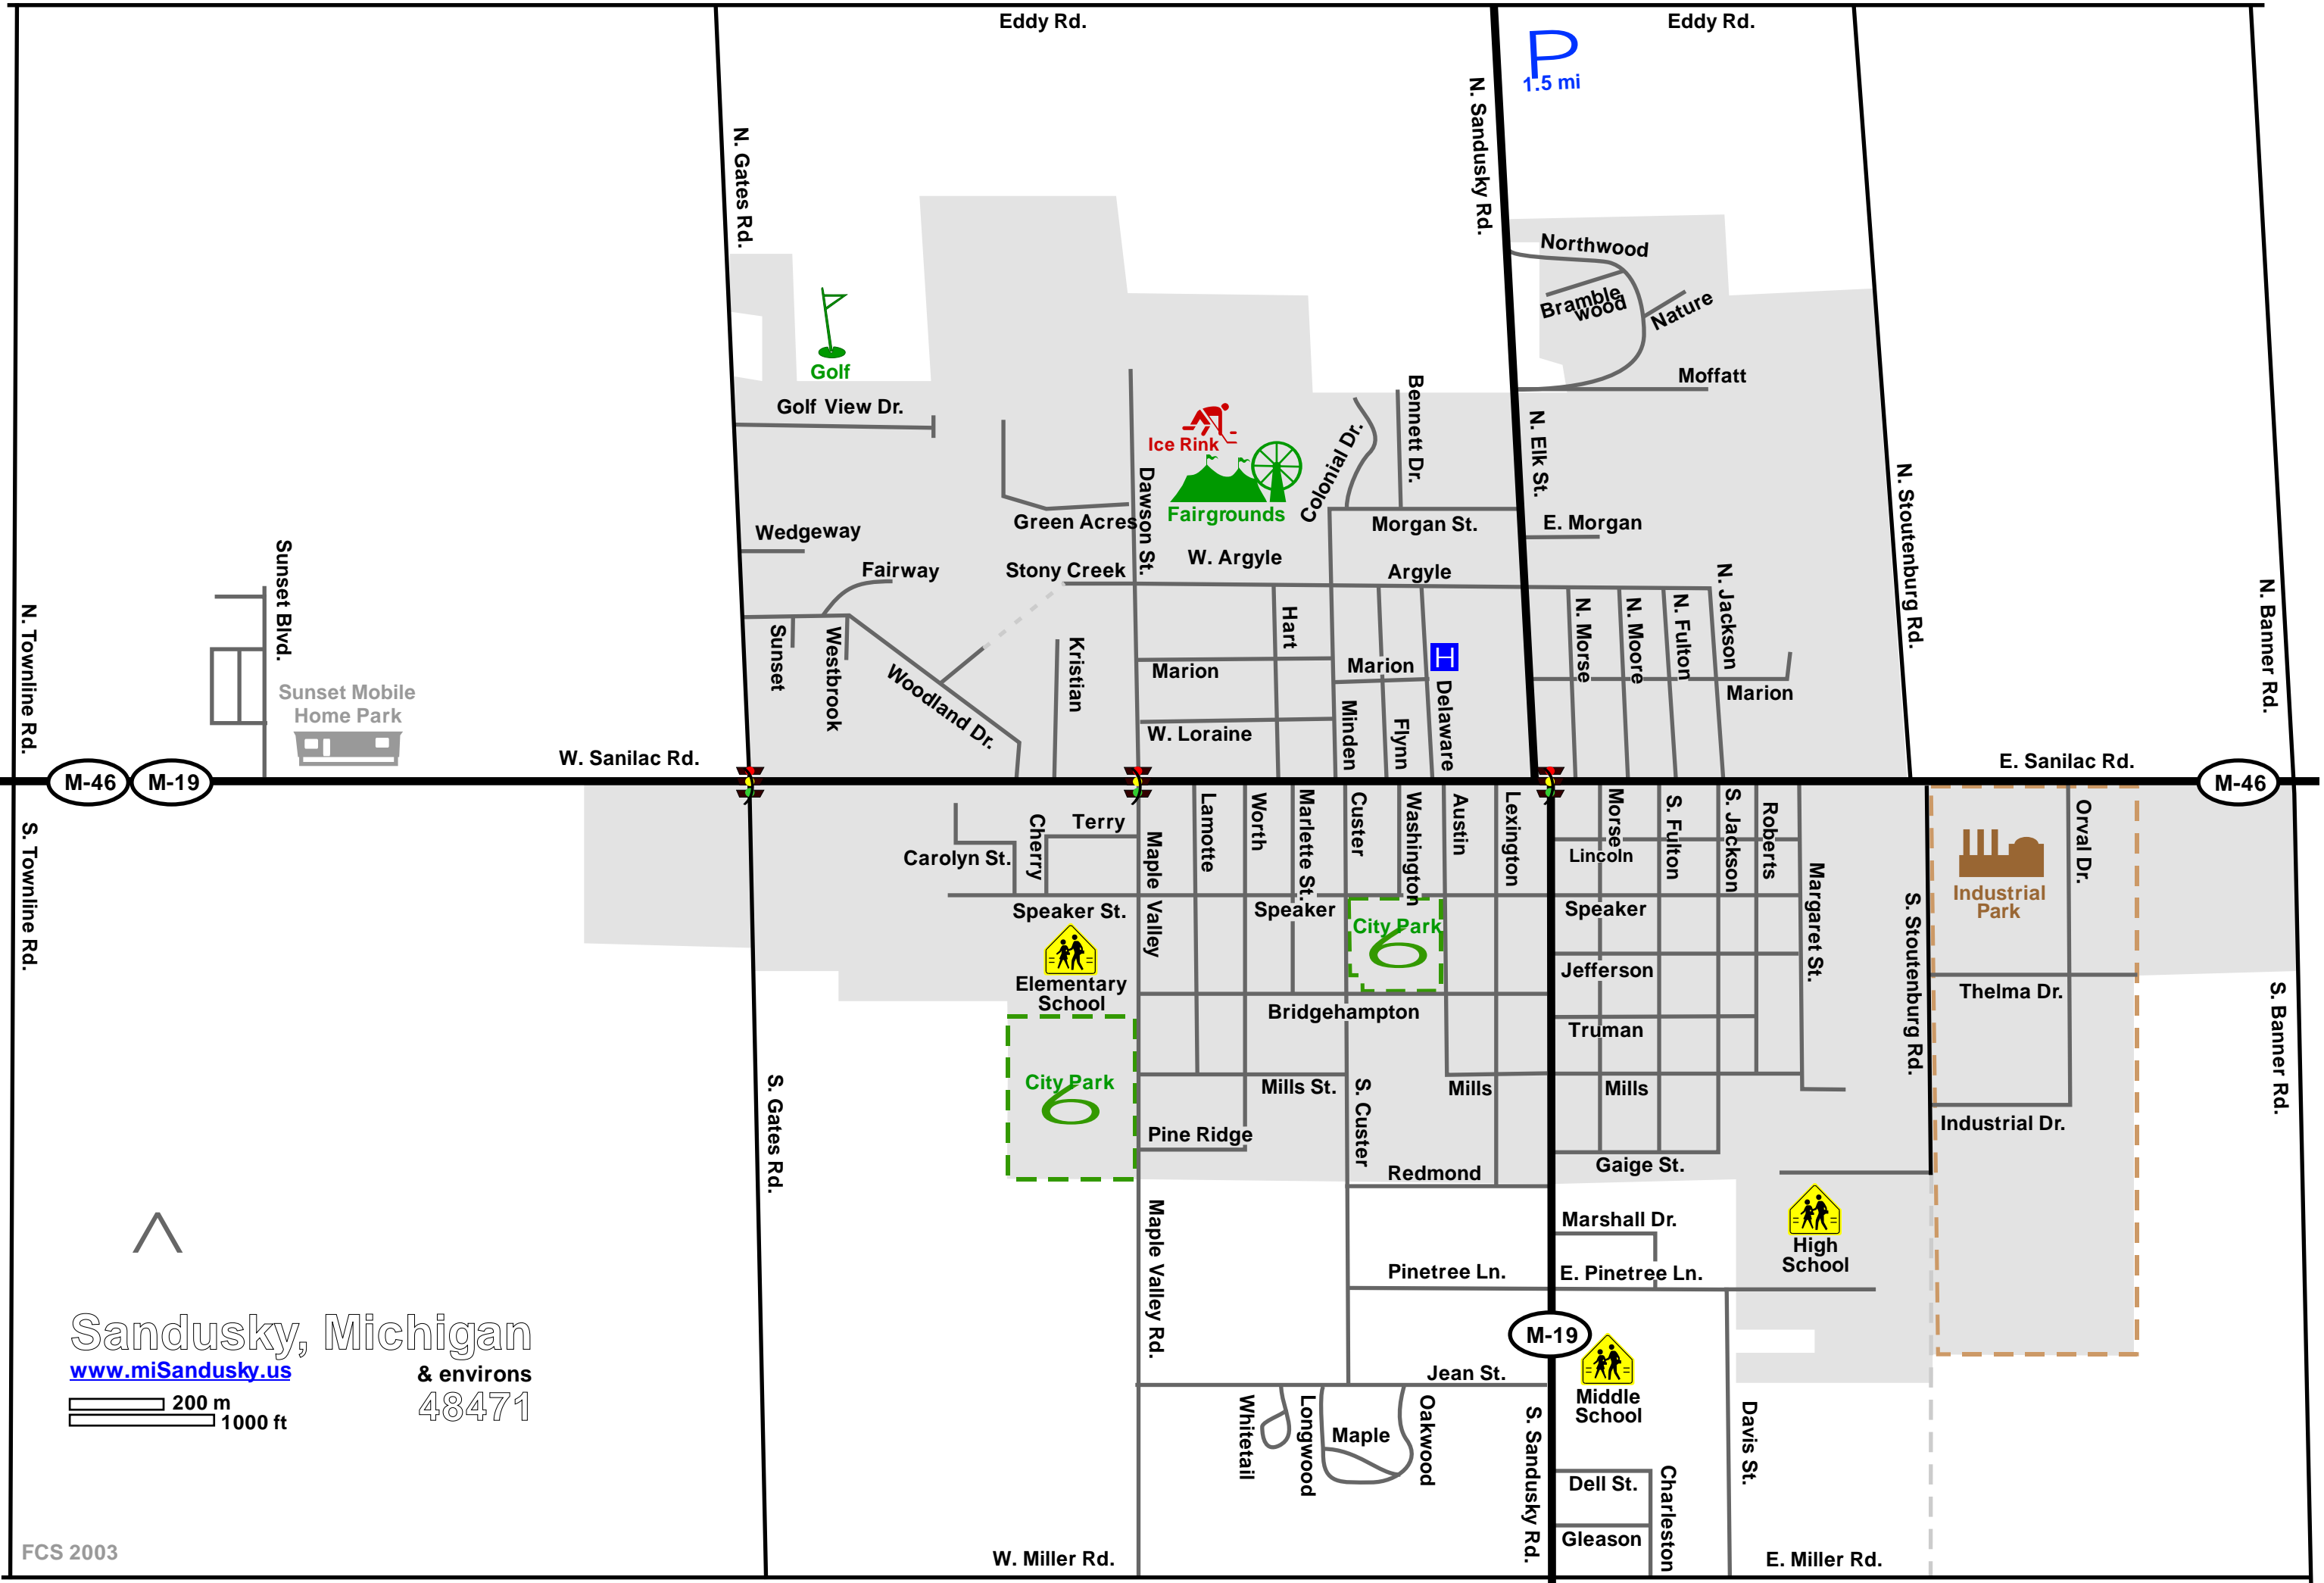 Eddy Rd.
Eddy Rd.
P
1.5 mi
N. Gates Rd.
N. Sandusky Rd.
Northwood
Bramble
wood
Nature
Golf
Moffatt
Golf View Dr.
Bennett Dr.
Ice Rink
Colonial Dr.
N. Elk St.
Dawson St.
N. Stoutenburg Rd.
Fairgrounds
Green Acres
Morgan St.
E. Morgan
Wedgeway
Sunset Blvd.
W. Argyle
Fairway
Stony Creek
Argyle
N. Jackson
N. Townline Rd.
N. Banner Rd.
Sunset
Westbrook
Woodland Dr.
Kristian
Hart
N. Morse
N. Moore
N. Fulton
Marion
Marion
H
Delaware
Marion
Sunset Mobile
Home Park
Minden
Flynn
W. Loraine
W. Sanilac Rd.
E. Sanilac Rd.
M-46
M-19
M-46
S. Townline Rd.
Cherry
Terry
Carolyn St.
Maple Valley
Lamotte
Worth
Marlette St.
Custer
Washington
Austin
Lexington
Morse
Lincoln
S. Fulton
S. Jackson
Roberts
Margaret St.
S. Stoutenburg Rd.
Orval Dr.
Industrial
Park
Speaker St.
Speaker
Speaker
City Park
6
Elementary
School
Jefferson
Thelma Dr.
Bridgehampton
Truman
S. Banner Rd.
S. Gates Rd.
City Park
6
Mills St.
S. Custer
Mills
Mills
Industrial Dr.
Pine Ridge
Redmond
Gaige St.
Maple Valley Rd.
Marshall Dr.
High
School
Pinetree Ln.
E. Pinetree Ln.
M-19
Sandusky, Michigan
www.miSandusky.us
& environs
200 m
1000 ft
48471
Jean St.
Middle
School
Whitetail
Longwood
Maple
Oakwood
S. Sandusky Rd.
Davis St.
Dell St.
Charleston
Gleason
FCS 2003
W. Miller Rd.
E. Miller Rd.